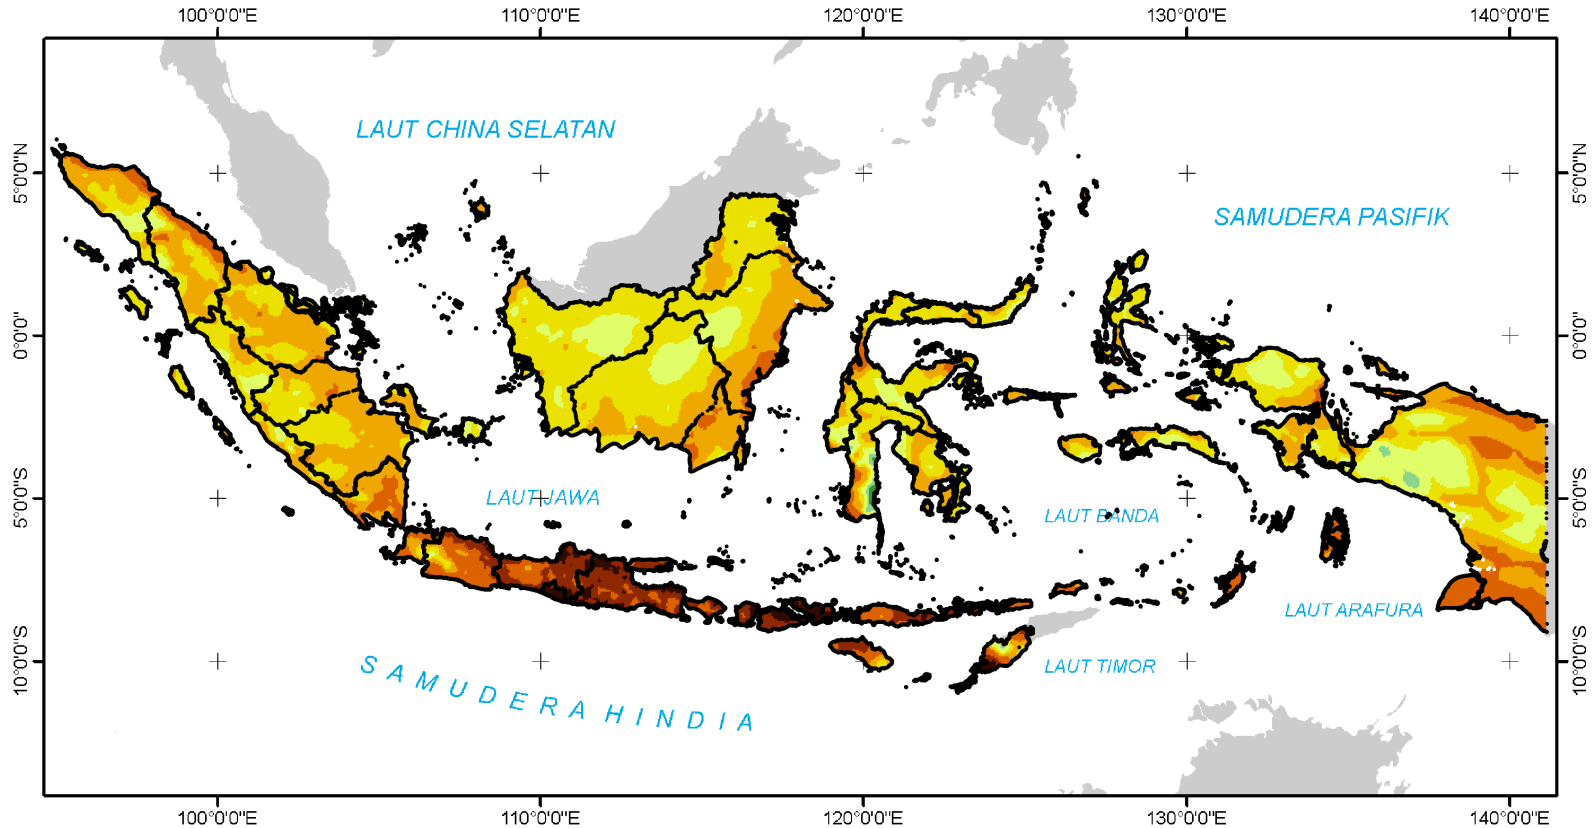 100°0'0"E 110°0'0"E 120°0'0"E 130°0'0"E 140°0'0"E
LAUT CHINA SELATAN
5°0'0"N 5°0'0"N
SAMUDERA PASIFIK
0°0'0" 0°0'0"
5°0'0"S LAUT JAWA 5°0'0"S
LAUT BANDA
LAUT ARAFURA
10°0'0"S LAUT TIMOR 10°0'0"S
SAMUDERA HINDIA
100°0'0"E 110°0'0"E 120°0'0"E 130°0'0"E 140°0'0"E